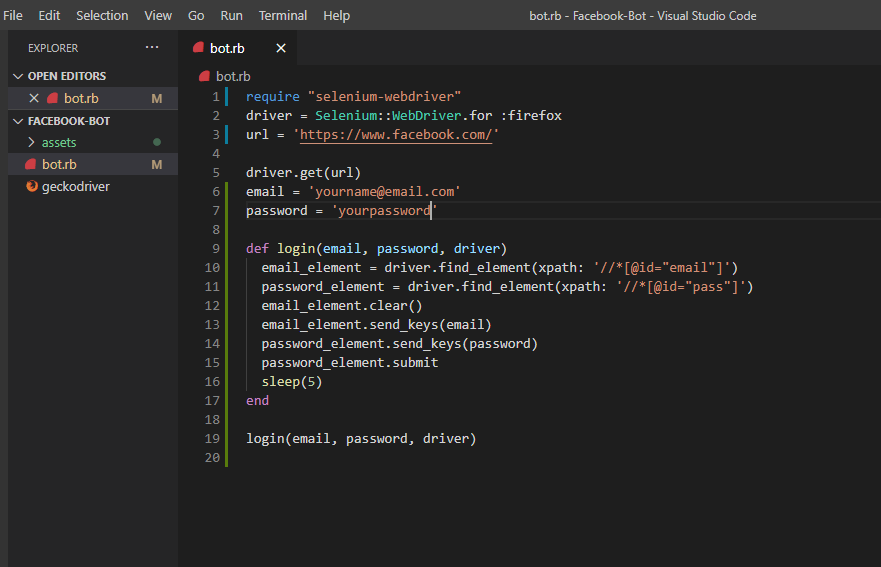 File Edit Selection View Go Run Terminal Help bot.rb - Facebook-Bot - Visual Studio Code
EXPLORER ···
OPEN EDITORS
bot.rb M
FACEBOOK-BOT
assets
bot.rb M
geckodriver
bot.rb
bot.rb
1 require "selenium-webdriver"
2 driver = Selenium::WebDriver.for :firefox
3 url = 'https://www.facebook.com/'
4
5 driver.get(url)
6 email = 'yourname@email.com'
7 password = 'yourpassword'
8
9 def login(email, password, driver)
10   email_element = driver.find_element(xpath: '//*[@id="email"]')
11   password_element = driver.find_element(xpath: '//*[@id="pass"]')
12   email_element.clear()
13   email_element.send_keys(email)
14   password_element.send_keys(password)
15   password_element.submit
16   sleep(5)
17 end
18
19 login(email, password, driver)
20